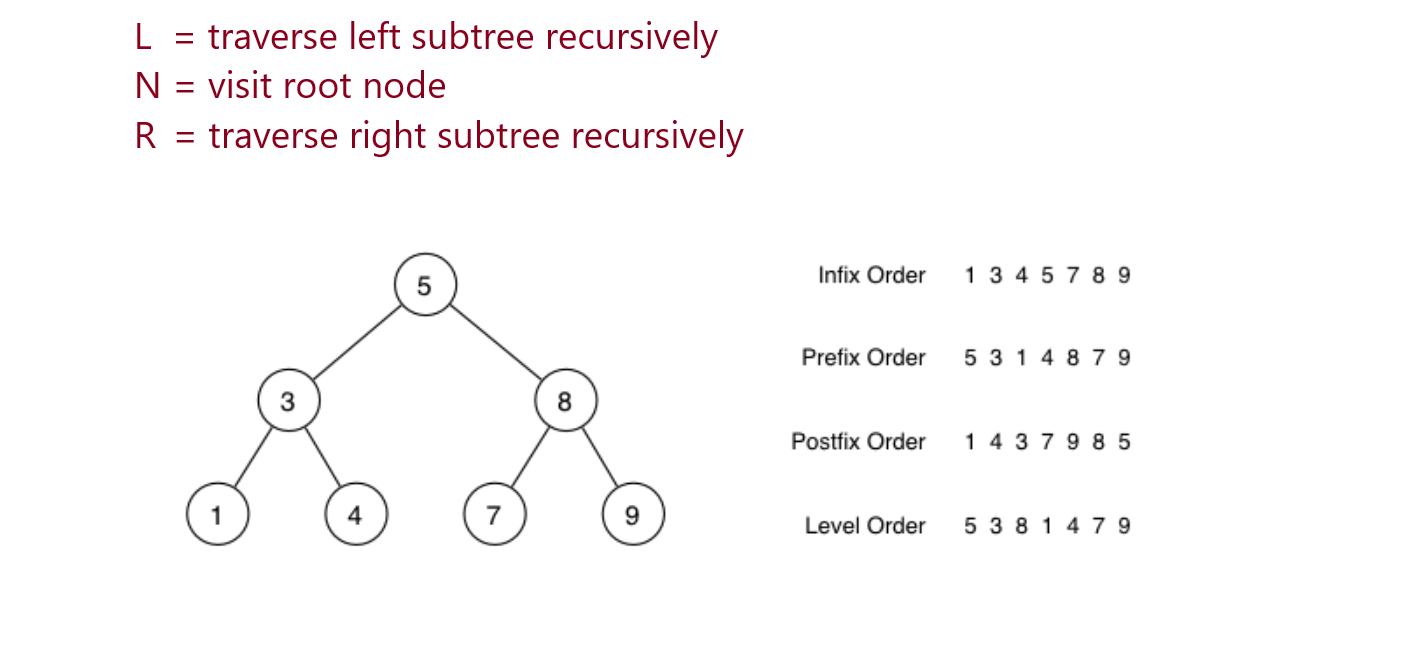 L = traverse left subtree recursively
N = visit root node
R = traverse right subtree recursively
5
3 8
1 4 7 9
Infix Order 1 3 4 5 7 8 9
Prefix Order 5 3 1 4 8 7 9
Postfix Order 1 4 3 7 9 8 5
Level Order 5 3 8 1 4 7 9